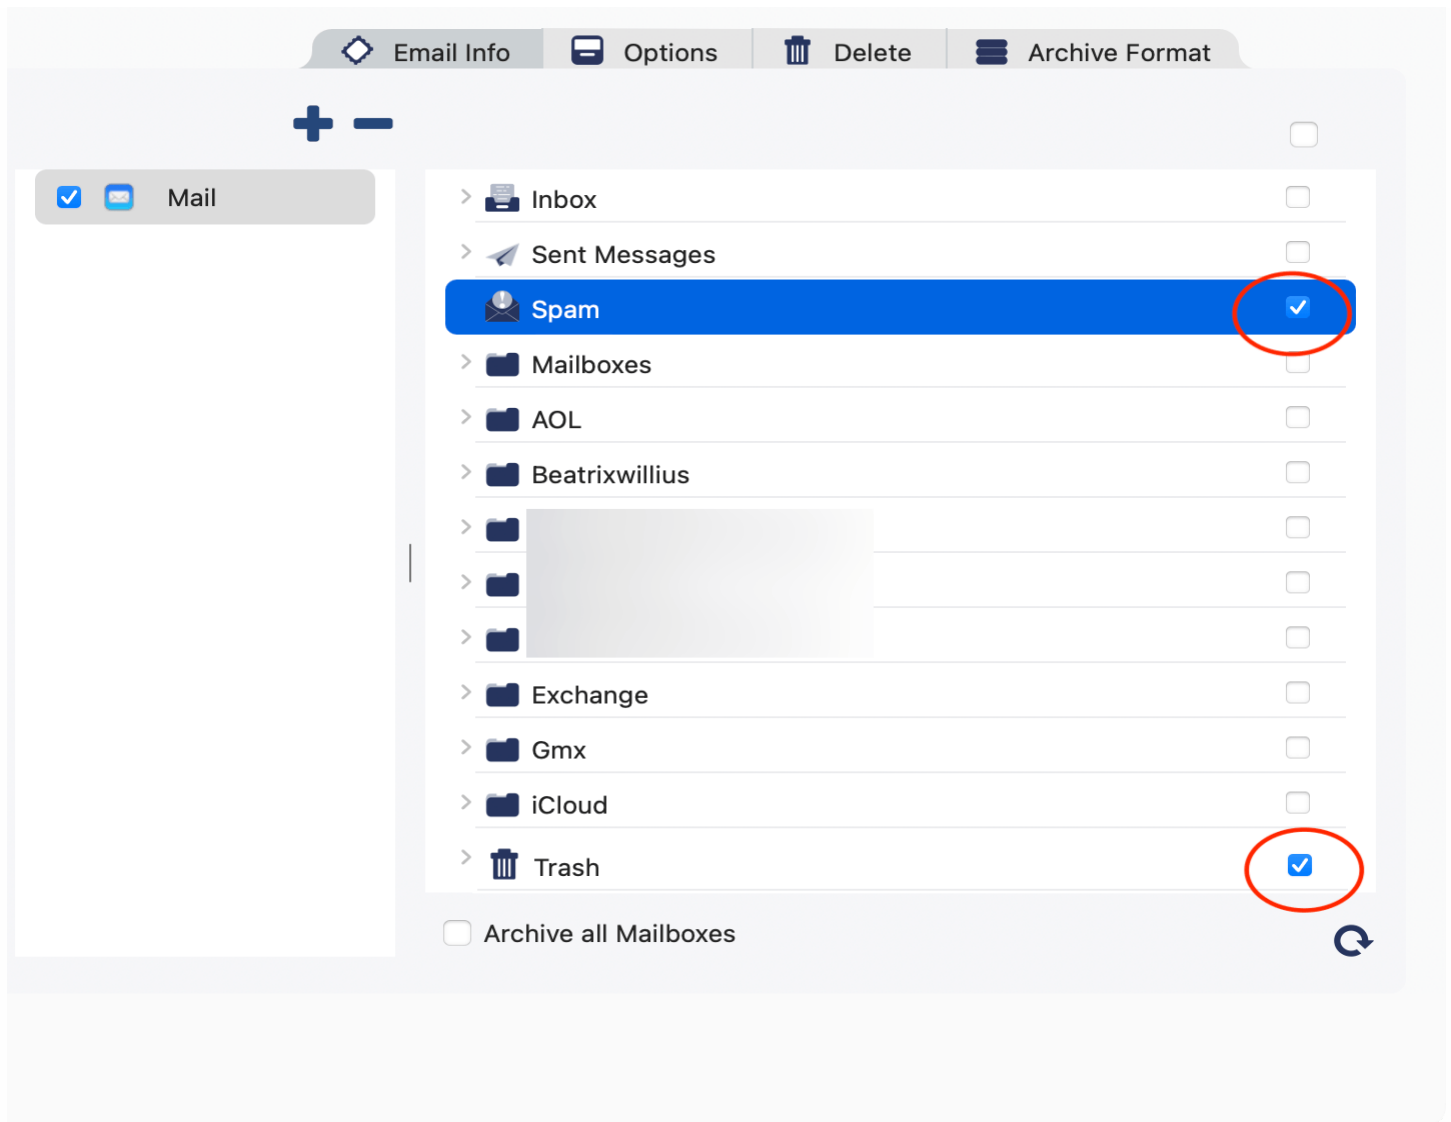 Email Info
Options
Delete
Archive Format
Mail
Inbox
Sent Messages
Spam
Mailboxes
AOL
Beatrixwillius
Exchange
Gmx
iCloud
Trash
Archive all Mailboxes